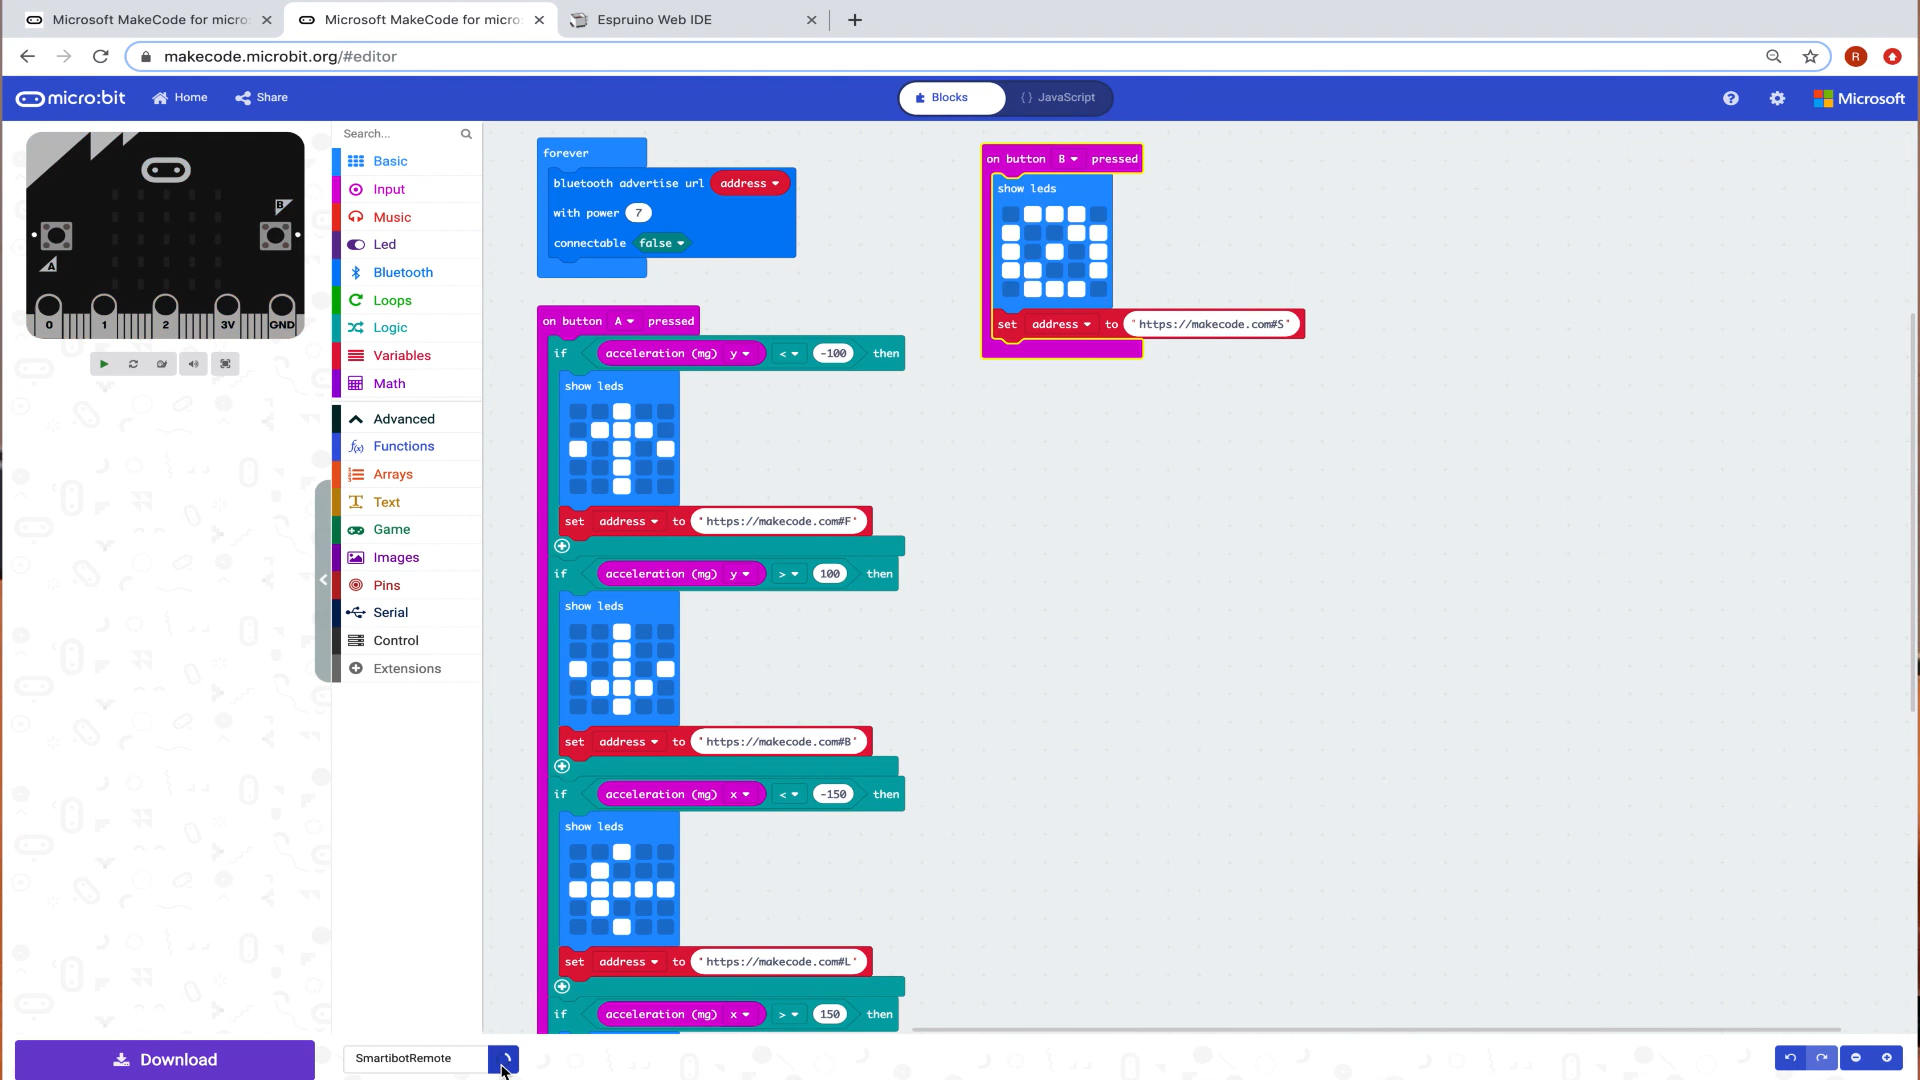 Microsoft MakeCode for micro:
Microsoft MakeCode for micro:
Espruino Web IDE
makecode.microbit.org/#editor
R
micro:bit
Home
Share
Blocks
{ } JavaScript
Microsoft
Search...
Basic
Input
Music
Led
Bluetooth
Loops
Logic
Variables
Math
Advanced
Functions
Arrays
Text
Game
Images
Pins
Serial
Control
Extensions
B
A
0 1 2 3V GND
forever
bluetooth advertise url address
with power 7
connectable false
on button A pressed
if acceleration (mg) y < -100 then
show leds
set address to "https://makecode.com#F"
if acceleration (mg) y > 100 then
show leds
set address to "https://makecode.com#B"
if acceleration (mg) x < -150 then
show leds
set address to "https://makecode.com#L"
if acceleration (mg) x > 150 then
on button B pressed
show leds
set address to "https://makecode.com#S"
Download
SmartibotRemote